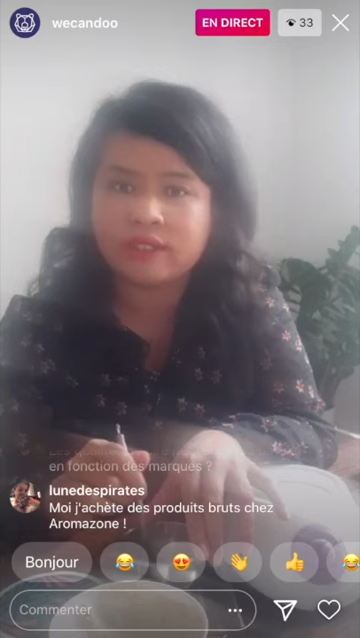 wecandoo
EN DIRECT
33
en fonction des marques ?
lunedespirates
Moi j'achète des produits bruts chez
Aromazone !
Bonjour
Commenter